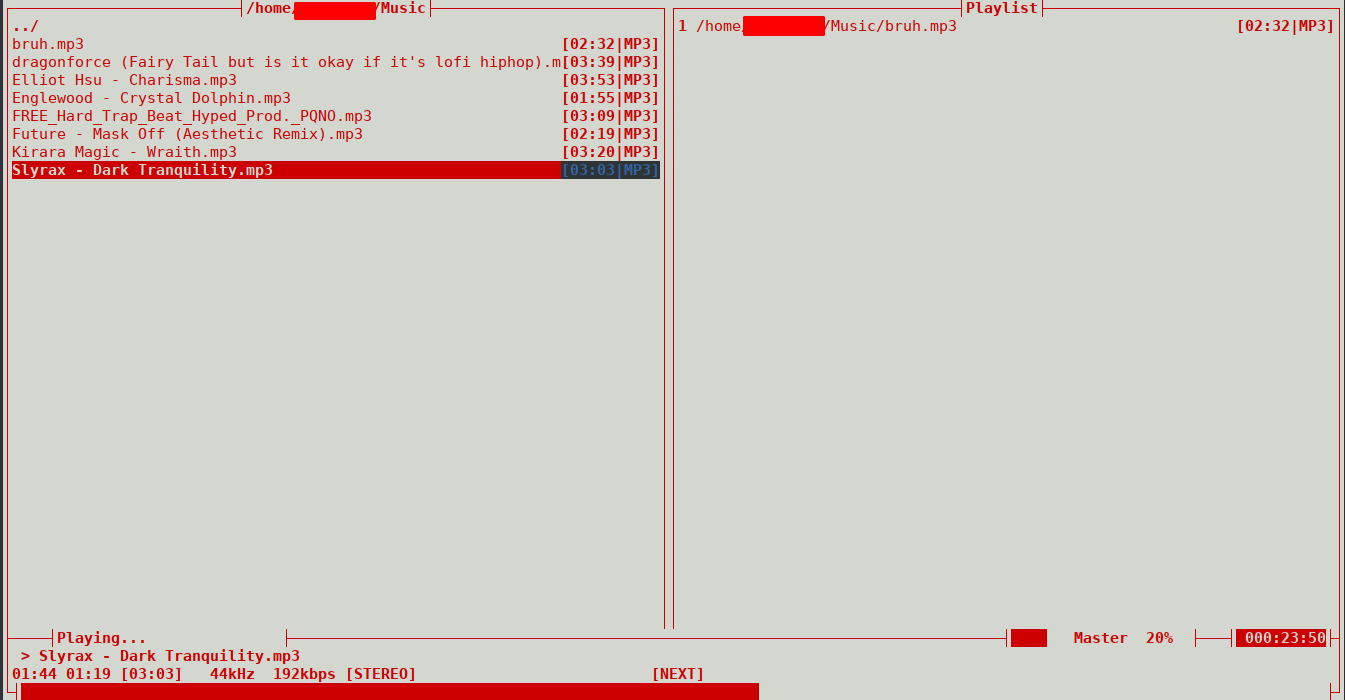 /home/ /Music
../
bruh.mp3 [02:32|MP3]
dragonforce (Fairy Tail but is it okay if it's lofi hiphop).m[03:39|MP3]
Elliot Hsu - Charisma.mp3 [03:53|MP3]
Englewood - Crystal Dolphin.mp3 [01:55|MP3]
FREE_Hard_Trap_Beat_Hyped_Prod._PQNO.mp3 [03:09|MP3]
Future - Mask Off (Aesthetic Remix).mp3 [02:19|MP3]
Kirara Magic - Wraith.mp3 [03:20|MP3]
Slyrax - Dark Tranquility.mp3 [03:03|MP3]
Playlist
1 /home/ /Music/bruh.mp3 [02:32|MP3]
Playing... Master 20% 000:23:50
> Slyrax - Dark Tranquility.mp3
01:44 01:19 [03:03] 44kHz 192kbps [STEREO] [NEXT]